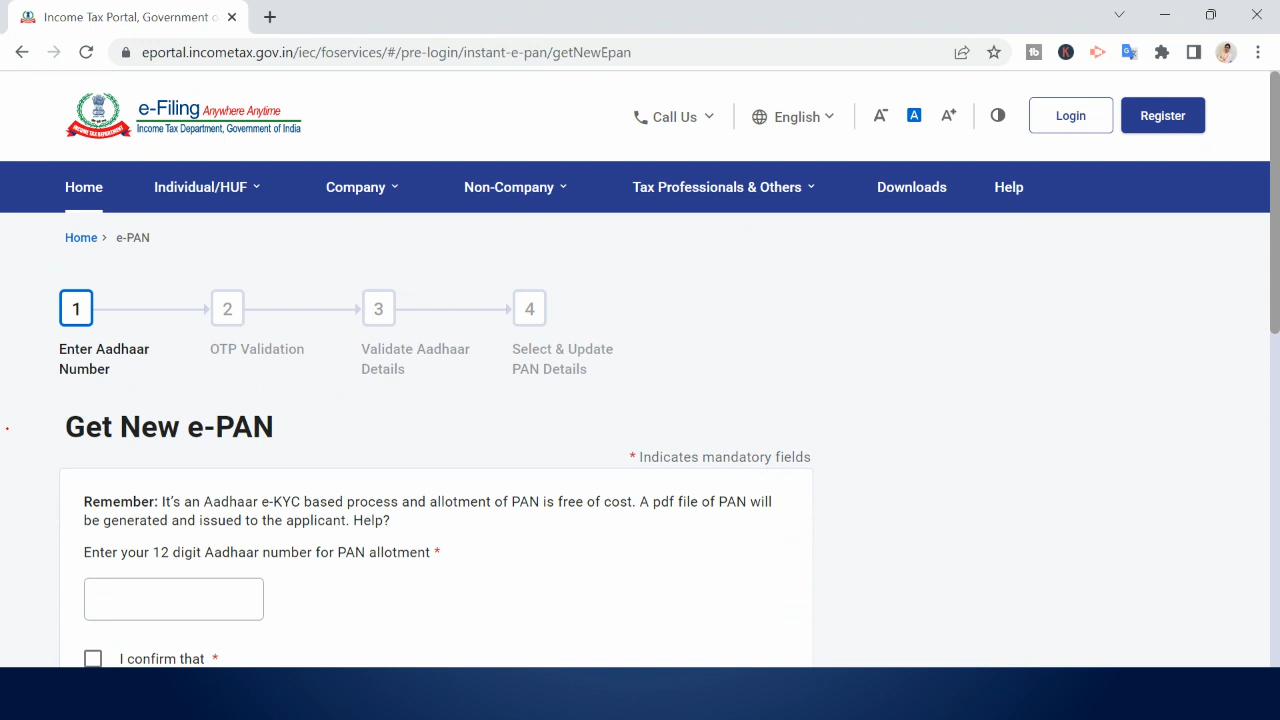 Income Tax Portal, Government o
eportal.incometax.gov.in/iec/foservices/#/pre-login/instant-e-pan/getNewEpan
e-Filing Anywhere Anytime
Income Tax Department, Government of India
INCOME TAX DEPARTMENT
Call Us
English
A-
A
A+
Login
Register
Home
Individual/HUF
Company
Non-Company
Tax Professionals & Others
Downloads
Help
Home > e-PAN
1
2
3
4
Enter Aadhaar
Number
OTP Validation
Validate Aadhaar
Details
Select & Update
PAN Details
Get New e-PAN
* Indicates mandatory fields
Remember: It’s an Aadhaar e-KYC based process and allotment of PAN is free of cost. A pdf file of PAN will
be generated and issued to the applicant. Help?
Enter your 12 digit Aadhaar number for PAN allotment *
I confirm that *